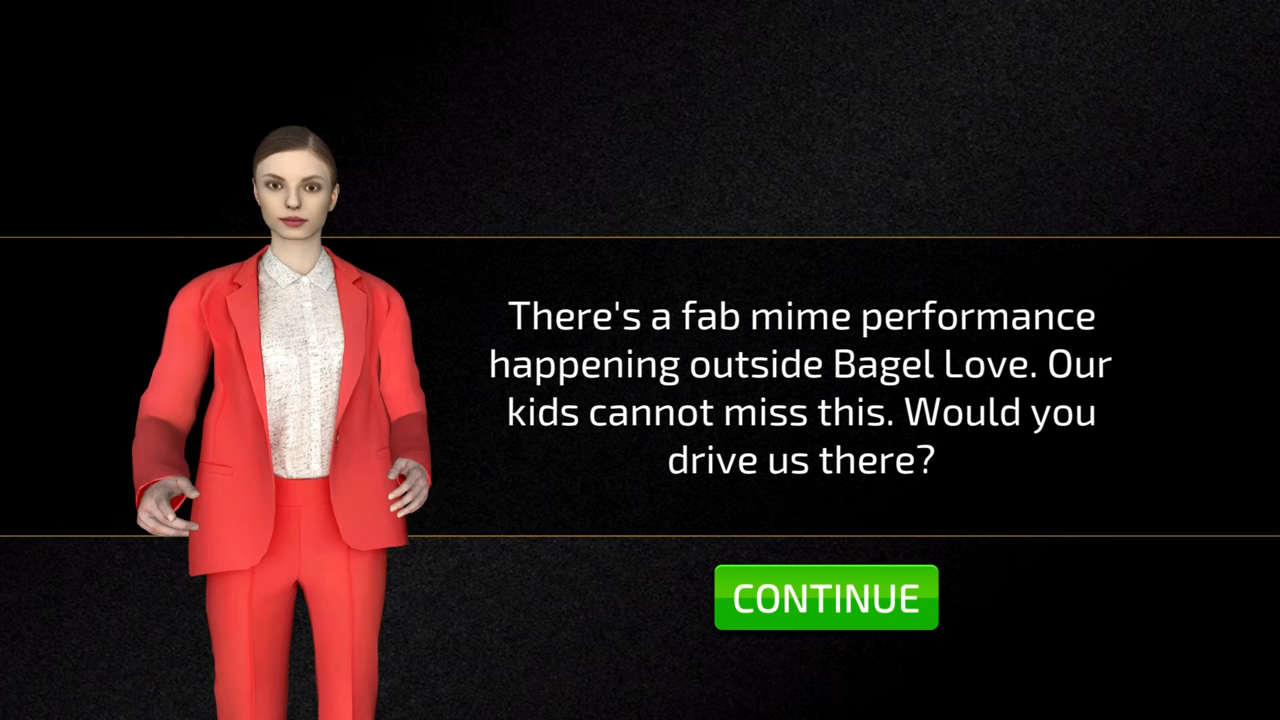 There's a fab mime performance
happening outside Bagel Love. Our
kids cannot miss this. Would you
drive us there?
CONTINUE